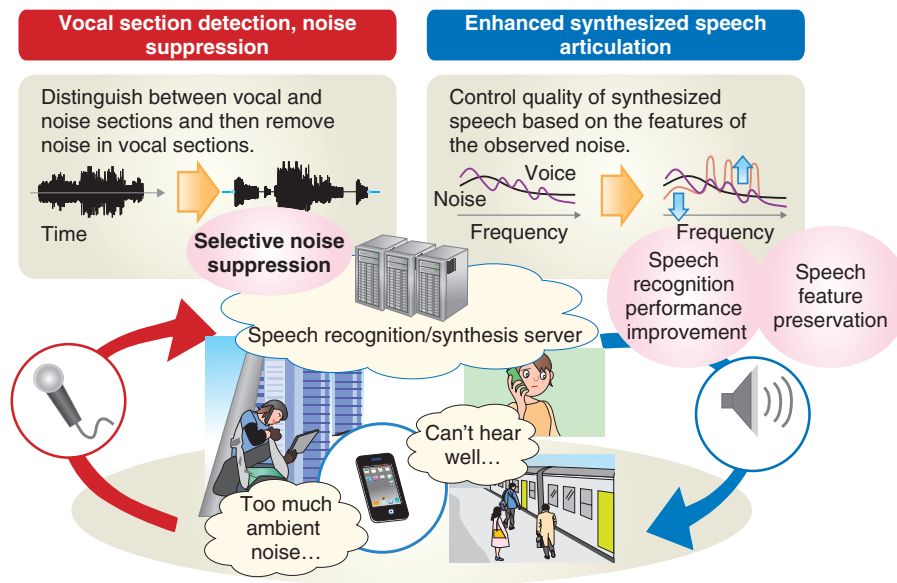 Vocal section detection, noise
suppression
Enhanced synthesized speech
articulation
Distinguish between vocal and
noise sections and then remove
noise in vocal sections.
Time
Selective noise
suppression
Control quality of synthesized
speech based on the features of
the observed noise.
Voice
Noise
Frequency
Frequency
Speech
recognition
performance
improvement
Speech
feature
preservation
Speech recognition/synthesis server
Can't hear
well…
Too much
ambient
noise…